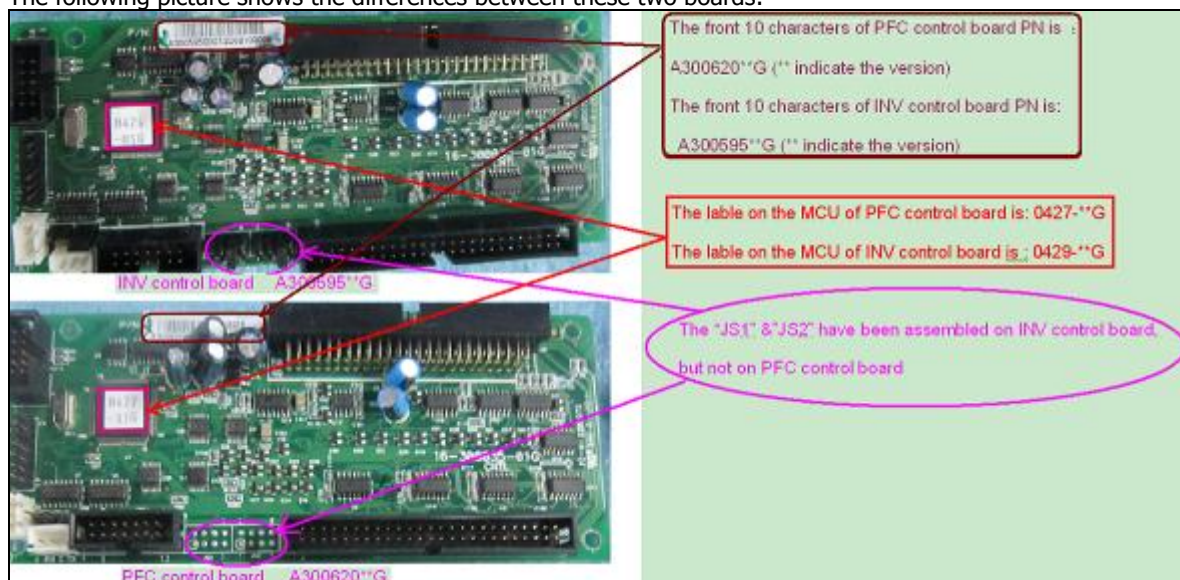 The following picture shows the differences between these two boards:
The front 10 characters of PFC control board PN is :
A300620**G (** indicate the version)
The front 10 characters of INV control board PN is:
A300595**G (** indicate the version)
P/N
The lable on the MCU of PFC control board is: 0427-**G
The lable on the MCU of INV control board is : 0429-**G
INV control board A300595**G
The "JS1" &"JS2" have been assembled on INV control board,
but not on PFC control board
PFC control board A300620**G